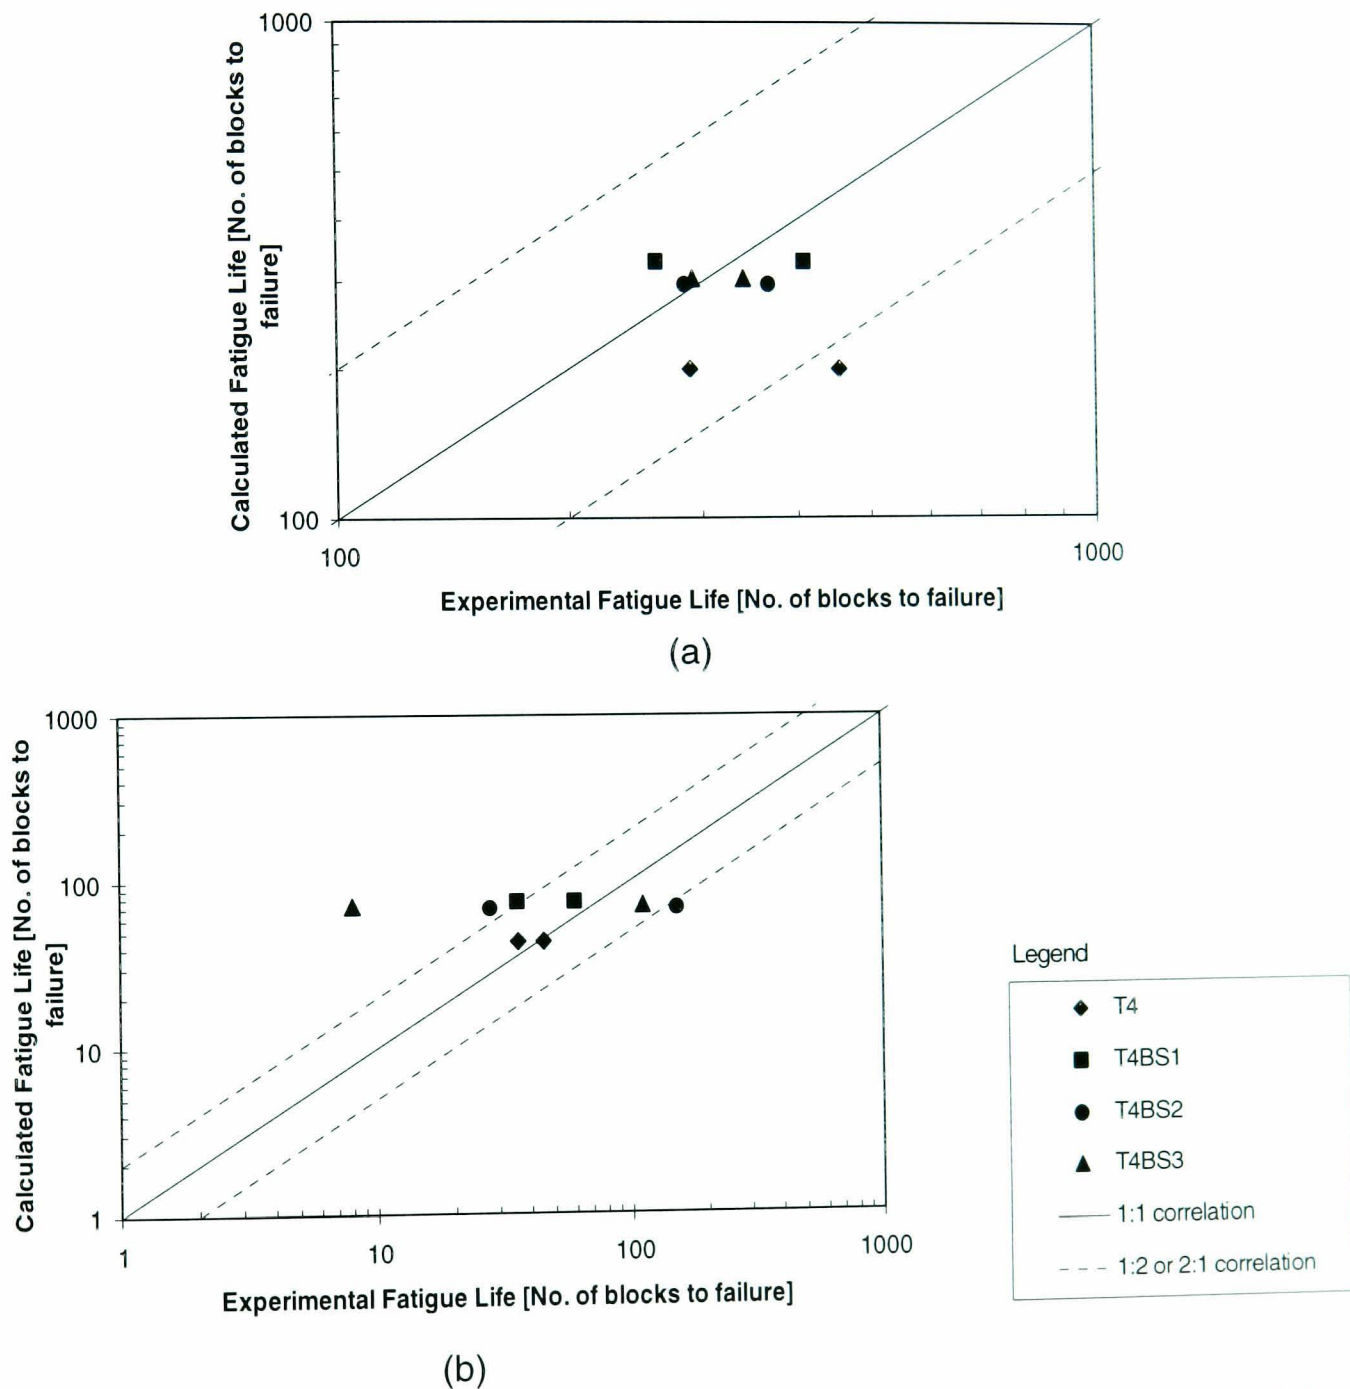 1000
Calculated Fatigue Life [No. of blocks to
failure]
100
100
1000
Experimental Fatigue Life [No. of blocks to failure]
(a)
1000
Calculated Fatigue Life [No. of blocks to
failure]
100
10
1
1
10
100
1000
Experimental Fatigue Life [No. of blocks to failure]
(b)
Legend
T4
T4BS1
T4BS2
T4BS3
1:1 correlation
1:2 or 2:1 correlation